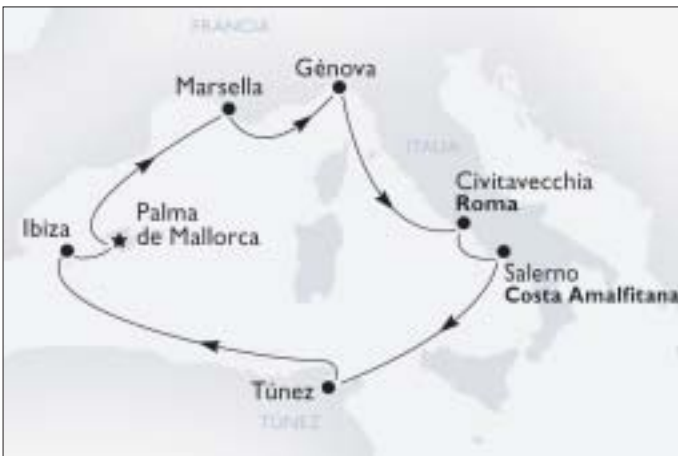 FRANCIA
Génova
Marsella
ITALIA
Civitavecchia
Roma
Palma
de Mallorca
Ibiza
Salerno
Costa Amalfitana
Túnez
TÚNEZ